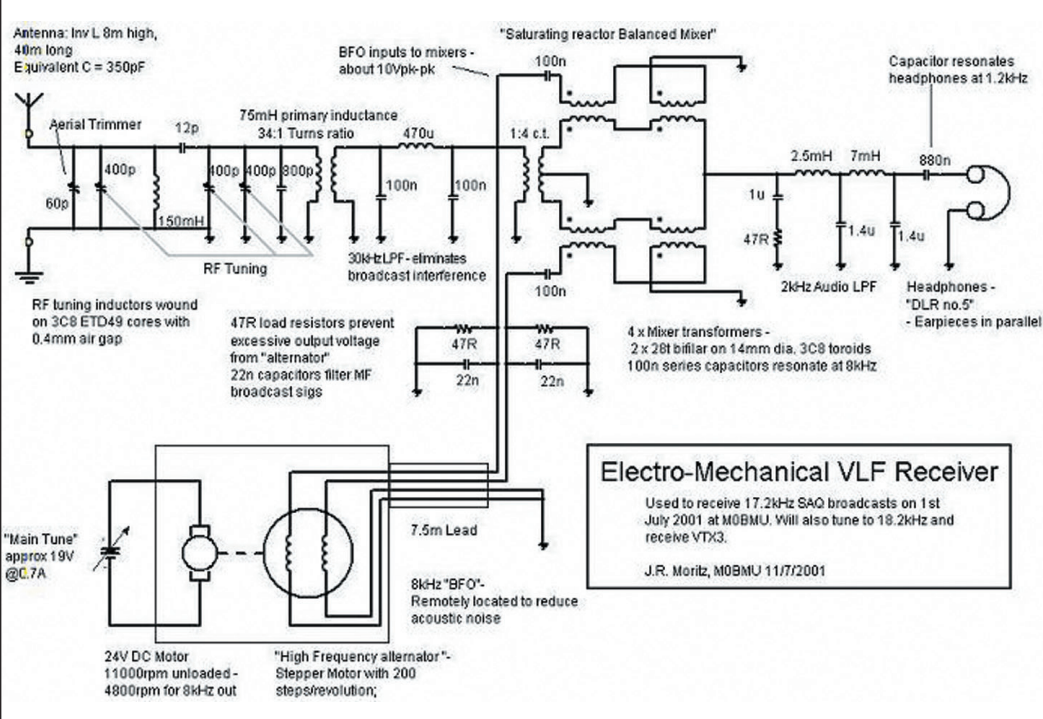 Antenna: Inv L 8m high,
40m long
Equivalent C = 350pF
BFO inputs to mixers -
about 10Vpk-pk
"Saturating reactor Balanced Mixer"
Capacitor resonates
headphones at 1.2kHz
100n
Aerial Trimmer
12p
75mH primary inductance
34:1 Turns ratio
470u
1:4 c.t.
2.5mH
7mH
880n
400p
400p
400p
800p
100n
100n
60p
150mH
1u
47R
1.4u
1.4u
RF Tuning
30kHz LPF- eliminates
broadcast interference
100n
2kHz Audio LPF
Headphones -
"DLR no.5"
- Earpieces in parallel
RF tuning inductors wound
on 3C8 ETD49 cores with
0.4mm air gap
47R load resistors prevent
excessive output voltage
from "alternator"
22n capacitors filter MF
broadcast sigs
47R
47R
22n
22n
4 x Mixer transformers -
2 x 28t bifilar on 14mm dia. 3C8 toroids
100n series capacitors resonate at 8kHz
Electro-Mechanical VLF Receiver
Used to receive 17.2kHz SAQ broadcasts on 1st
July 2001 at M0BMU. Will also tune to 18.2kHz and
receive VTX3.
J.R. Moritz, M0BMU 11/7/2001
7.5m Lead
"Main Tune"
approx 19V
@0.7A
8kHz "BFO"-
Remotely located to reduce
acoustic noise
24V DC Motor
11000rpm unloaded -
4800rpm for 8kHz out
"High Frequency alternator"-
Stepper Motor with 200
steps/revolution;